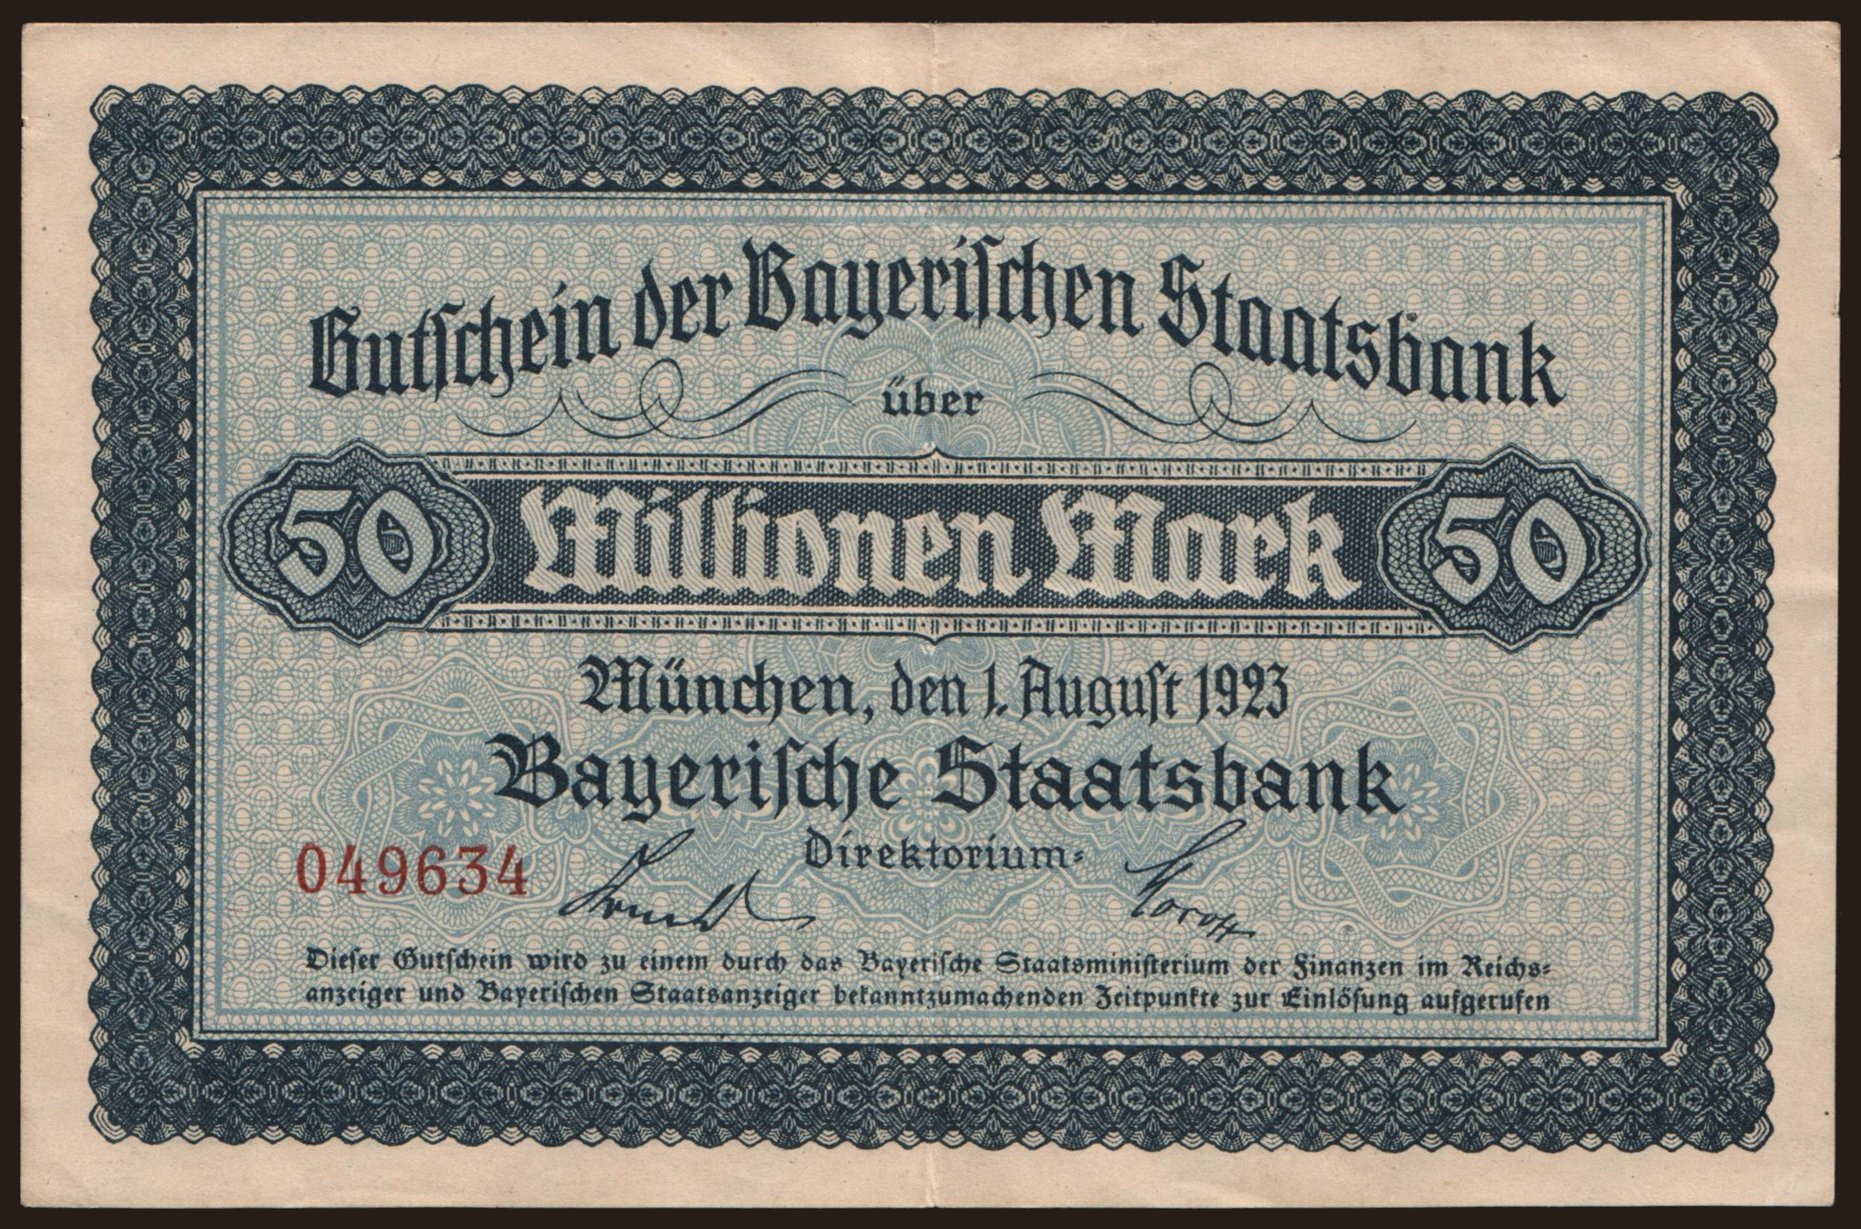 Gutschein der Bayerischen Staatsbank
über
50 Millionen Mark 50
München, den 1. August 1923
Bayerische Staatsbank
Direktorium:
049634
Dieser Gutschein wird zu einem durch das Bayerische Staatsministerium der Finanzen im Reichs-
anzeiger und Bayerischen Staatsanzeiger bekanntzumachenden Zeitpunkte zur Einlösung aufgerufen